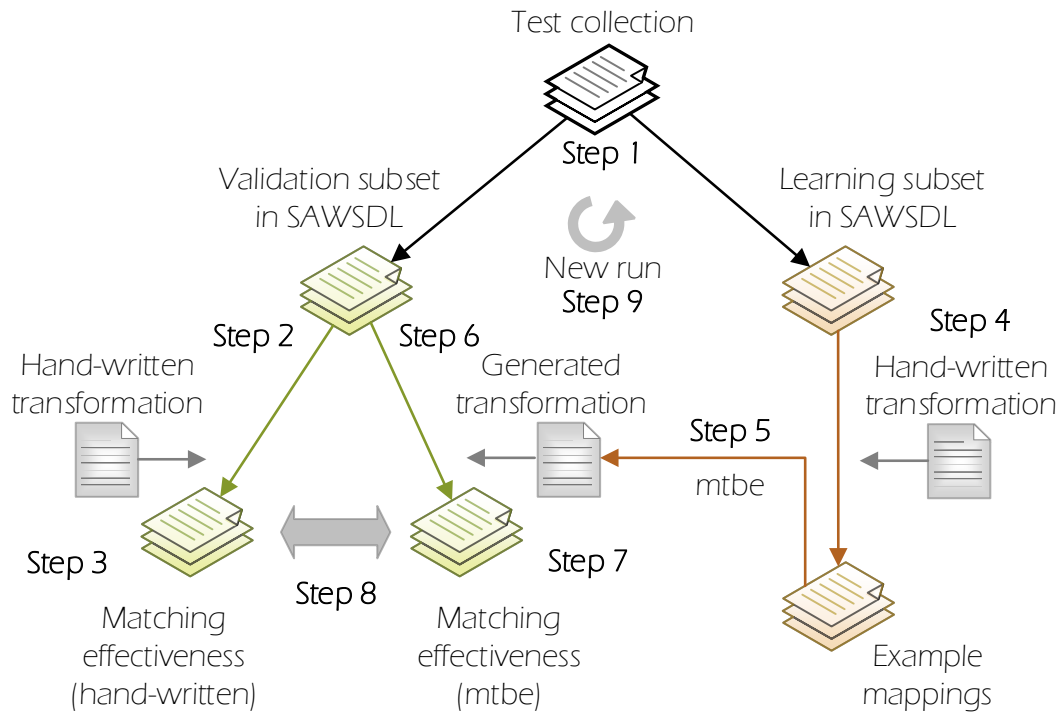 Test collection
Step 1
Validation subset
in SAWSDL
Learning subset
in SAWSDL
New run
Step 9
Step 2
Step 6
Step 4
Hand-written
transformation
Generated
transformation
Hand-written
transformation
Step 5
mtbe
Step 3
Step 8
Step 7
Matching
effectiveness
(hand-written)
Matching
effectiveness
(mtbe)
Example
mappings